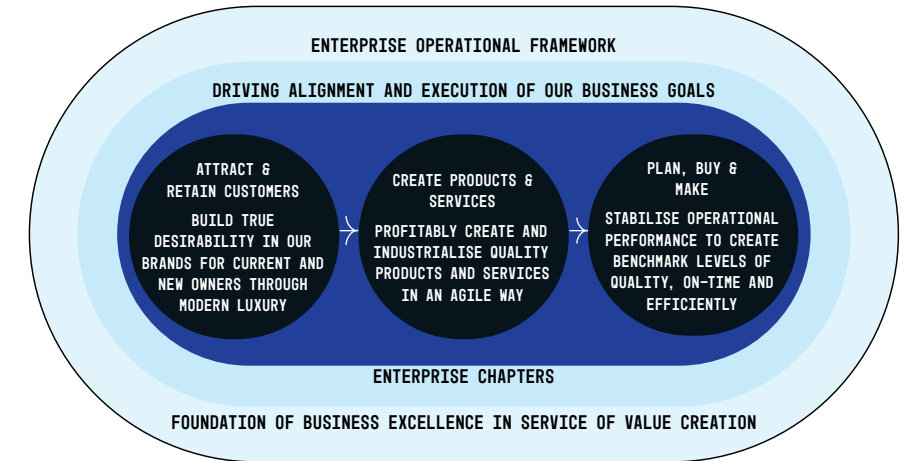 ENTERPRISE OPERATIONAL FRAMEWORK
DRIVING ALIGNMENT AND EXECUTION OF OUR BUSINESS GOALS
ATTRACT &
RETAIN CUSTOMERS
BUILD TRUE
DESIRABILITY IN OUR
BRANDS FOR CURRENT AND
NEW OWNERS THROUGH
MODERN LUXURY
CREATE PRODUCTS &
SERVICES
PROFITABLY CREATE AND
INDUSTRIALISE QUALITY
PRODUCTS AND SERVICES
IN AN AGILE WAY
PLAN, BUY &
MAKE
STABILISE OPERATIONAL
PERFORMANCE TO CREATE
BENCHMARK LEVELS OF
QUALITY, ON-TIME AND
EFFICIENTLY
ENTERPRISE CHAPTERS
FOUNDATION OF BUSINESS EXCELLENCE IN SERVICE OF VALUE CREATION